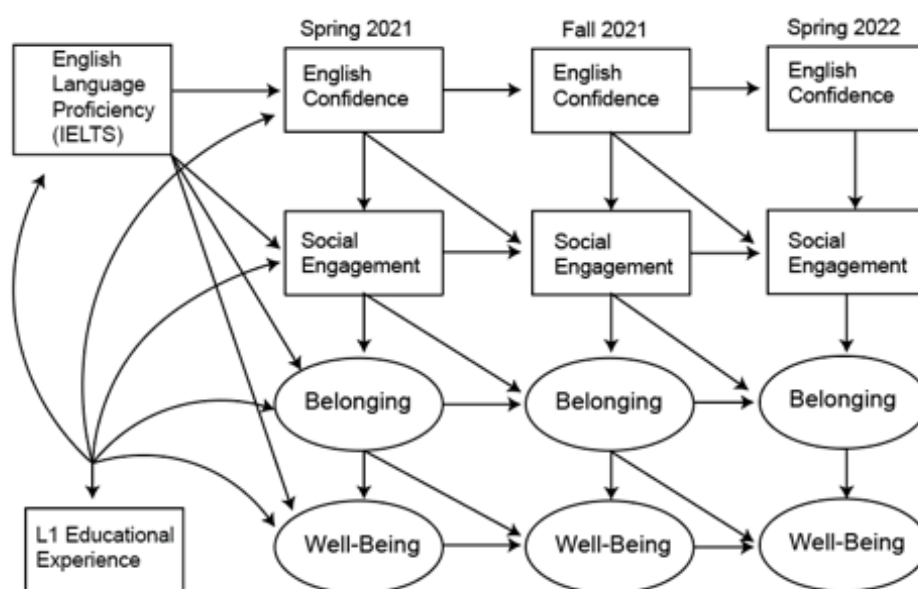 Spring 2021
Fall 2021
Spring 2022
English
Language
Proficiency
(IELTS)
English
Confidence
English
Confidence
English
Confidence
Social
Engagement
Social
Engagement
Social
Engagement
Belonging
Belonging
Belonging
L1 Educational
Experience
Well-Being
Well-Being
Well-Being